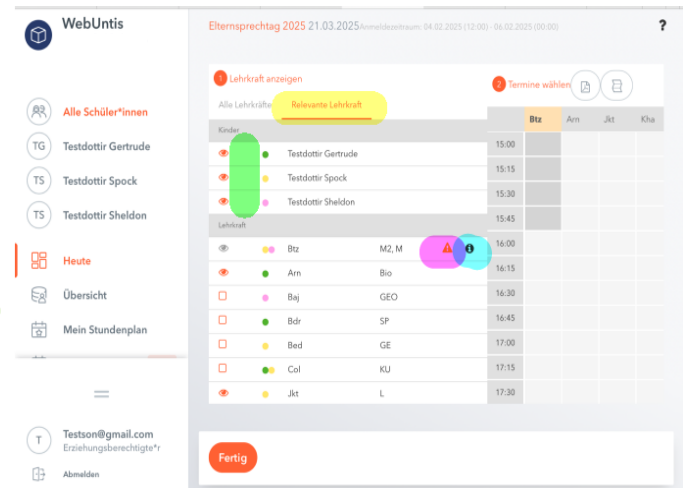 WebUntis
Alle Schüler*innen
TG Testdottir Gertrude
TS Testdottir Spock
TS Testdottir Sheldon
Heute
Übersicht
Mein Stundenplan
T Testson@gmail.com
Erziehungsberechtigte*r
Abmelden
Elternsprechtag 2025 21.03.2025 Anmeldezeitraum: 04.02.2025 (12:00) - 06.02.2025 (00:00) ?
1 Lehrkraft anzeigen
Alle Lehrkräfte Relevante Lehrkraft
Kinder
Testdottir Gertrude
Testdottir Spock
Testdottir Sheldon
Lehrkraft
Btz M2, M
Arn Bio
Baj GEO
Bdr SP
Bed GE
Col KU
Jkt L
2 Termine wählen
Btz Arn Jkt Kha
15:00
15:15
15:30
15:45
16:00
16:15
16:30
16:45
17:00
17:15
17:30
Fertig